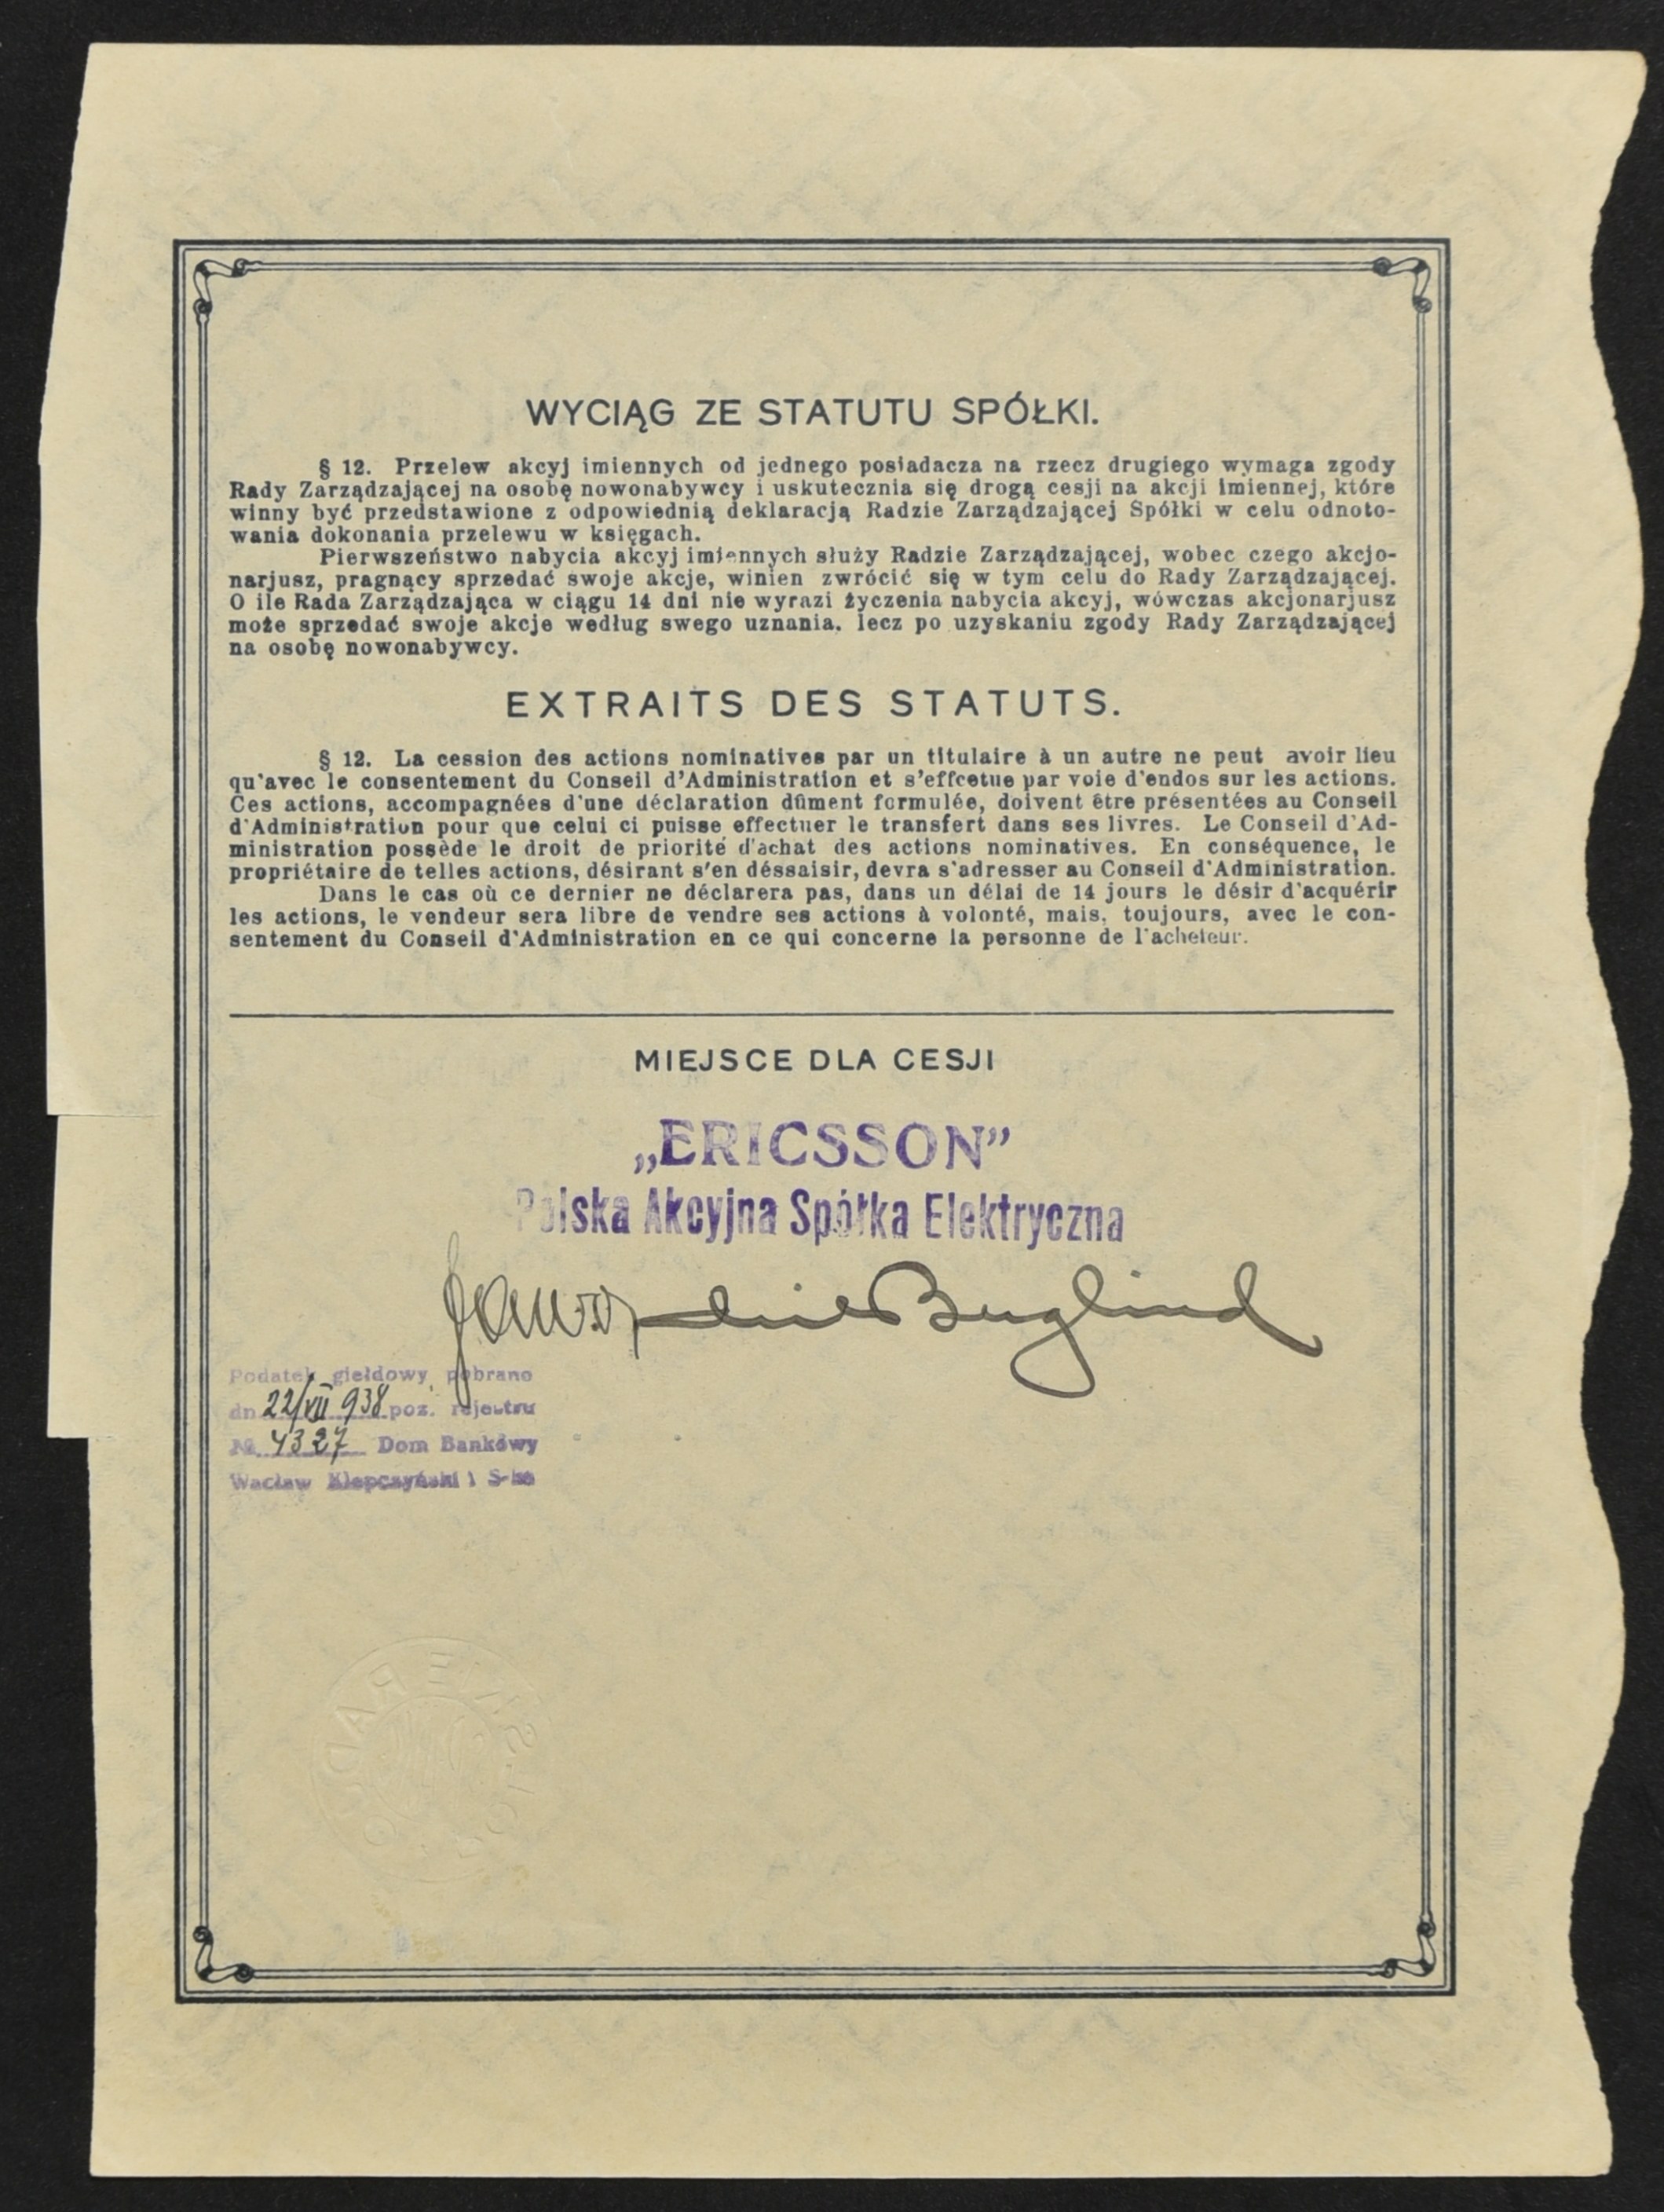 WYCIĄG ZE STATUTU SPÓŁKI.
§ 12. Przelew akcyj imiennych od jednego posiadacza na rzecz drugiego wymaga zgody
Rady Zarządzającej na osobę nowonabywcy i uskutecznia się drogą cesji na akcji imiennej, które
winny być przedstawione z odpowiednią deklaracją Radzie Zarządzającej Spółki w celu odnoto-
wania dokonania przelewu w księgach.
Pierwszeństwo nabycia akcyj imiennych służy Radzie Zarządzającej, wobec czego akcjo-
narjusz, pragnący sprzedać swoje akcje, winien zwrócić się w tym celu do Rady Zarządzającej.
O ile Rada Zarządzająca w ciągu 14 dni nie wyrazi życzenia nabycia akcyj, wówczas akcjonarjusz
może sprzedać swoje akcje według swego uznania, lecz po uzyskaniu zgody Rady Zarządzającej
na osobę nowonabywcy.
EXTRAITS DES STATUTS.
§ 12. La cession des actions nominatives par un titulaire à un autre ne peut avoir lieu
qu'avec le consentement du Conseil d'Administration et s'effcetue par voie d'endos sur les actions.
Ces actions, accompagnées d'une déclaration dûment formulée, doivent être présentées au Conseil
d'Administration pour que celui ci puisse effectuer le transfert dans ses livres. Le Conseil d'Ad-
ministration possède le droit de priorité d'achat des actions nominatives. En conséquence, le
propriétaire de telles actions, désirant s'en déssaisir, devra s'adresser au Conseil d'Administration.
Dans le cas où ce dernier ne déclarera pas, dans un délai de 14 jours le désir d'acquérir
les actions, le vendeur sera libre de vendre ses actions à volonté, mais, toujours, avec le con-
sentement du Conseil d'Administration en ce qui concerne la personne de l'acheteur.
MIEJSCE DLA CESJI
„ERICSSON”
Polska Akcyjna Spółka Elektryczna
Podatek giełdowy pobrano
dn. 22/XII 938 poz. rejestru
№ 4327 Dom Bankowy
Wacław Klepczyński i S-ka